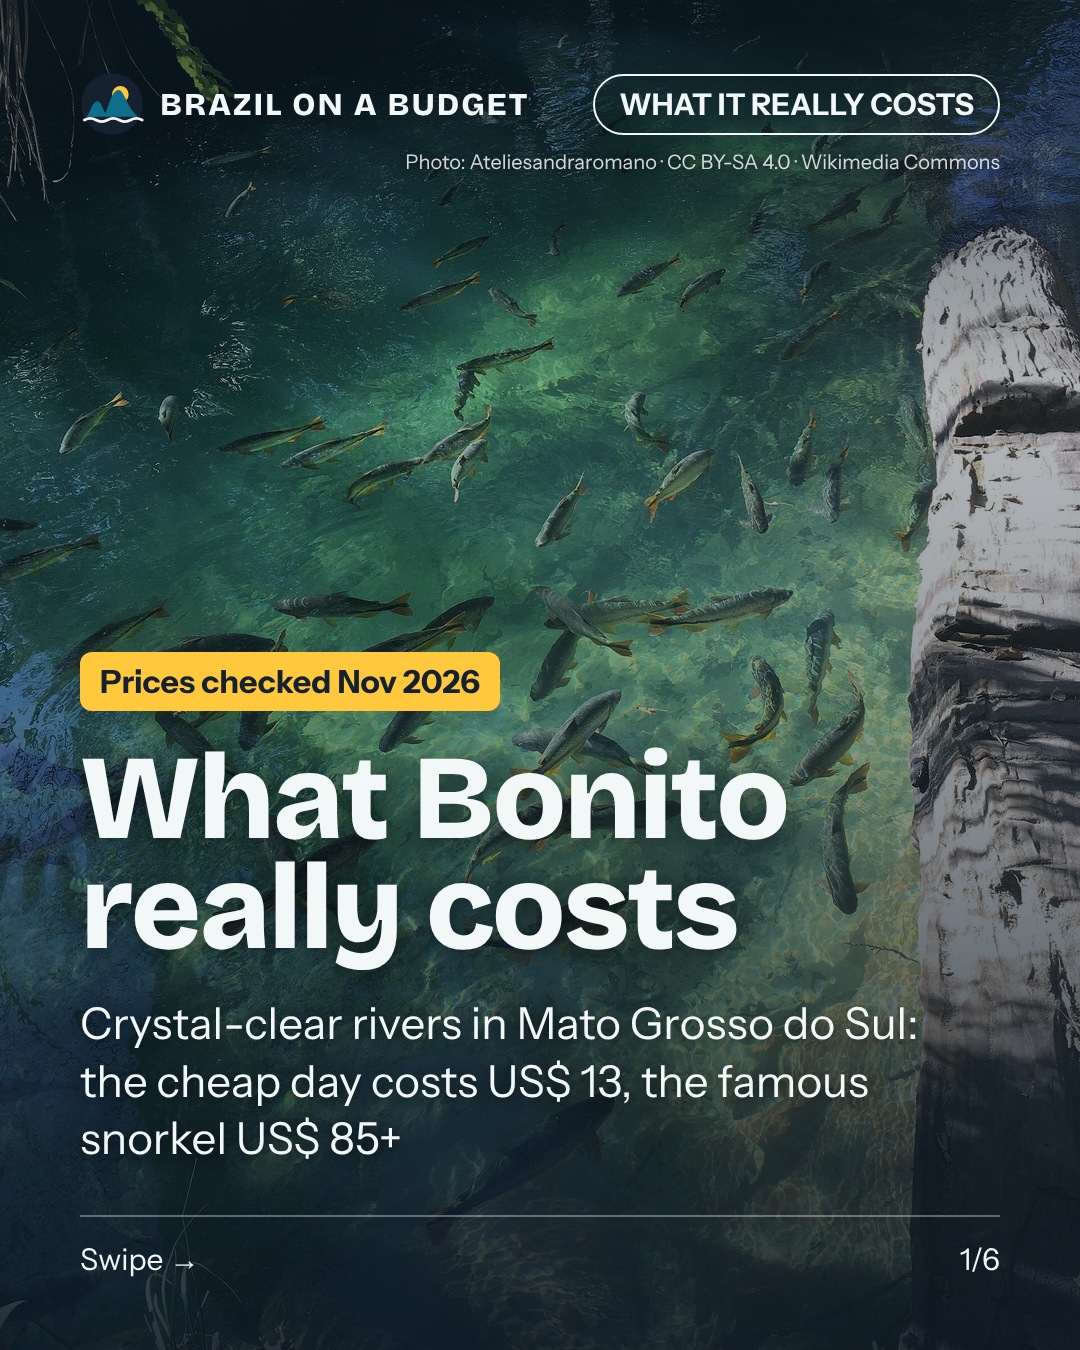 BRAZIL ON A BUDGET
WHAT IT REALLY COSTS
Photo: Ateliesandraromano · CC BY-SA 4.0 · Wikimedia Commons
Prices checked Nov 2026
What Bonito
really costs
Crystal-clear rivers in Mato Grosso do Sul:
the cheap day costs US$ 13, the famous
snorkel US$ 85+
Swipe →
1/6